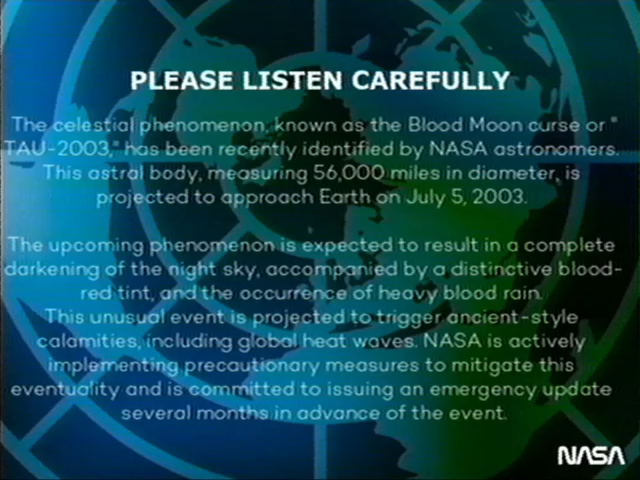 PLEASE LISTEN CAREFULLY
The celestial phenomenon, known as the Blood Moon curse or "
TAU-2003," has been recently identified by NASA astronomers.
This astral body, measuring 56,000 miles in diameter, is
projected to approach Earth on July 5, 2003.
The upcoming phenomenon is expected to result in a complete
darkening of the night sky, accompanied by a distinctive blood-
red tint, and the occurrence of heavy blood rain.
This unusual event is projected to trigger ancient-style
calamities, including global heat waves. NASA is actively
implementing precautionary measures to mitigate this
eventuality and is committed to issuing an emergency update
several months in advance of the event.
NASA